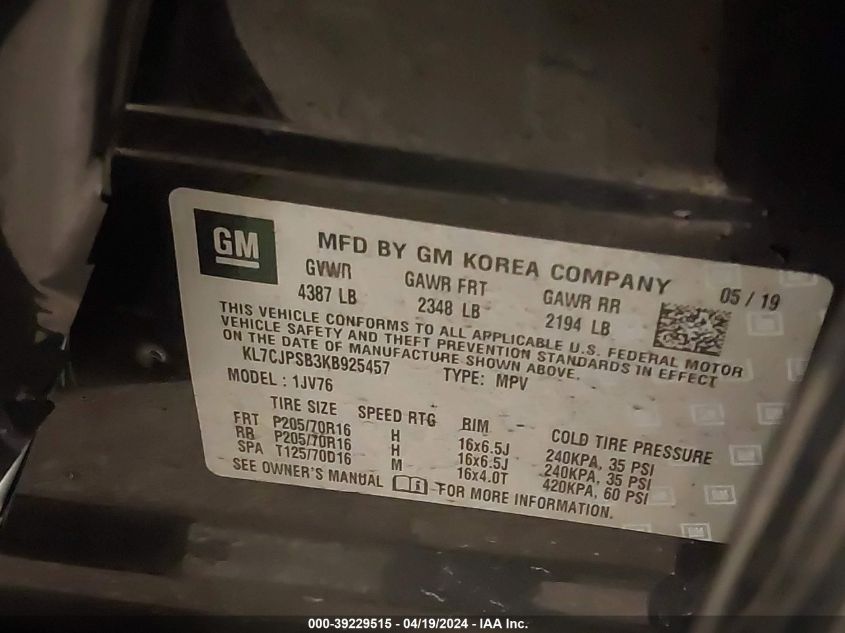 GM
MFD BY GM KOREA COMPANY
05 / 19
GVWR GAWR FRT GAWR RR
4387 LB 2348 LB 2194 LB
THIS VEHICLE CONFORMS TO ALL APPLICABLE U.S. FEDERAL MOTOR
VEHICLE SAFETY AND THEFT PREVENTION STANDARDS IN EFFECT
ON THE DATE OF MANUFACTURE SHOWN ABOVE.
KL7CJPSB3KB925457 TYPE: MPV
MODEL : 1JV76
TIRE SIZE SPEED RTG RIM COLD TIRE PRESSURE
FRT P205/70R16 H 16x6.5J 240KPA, 35 PSI
RR P205/70R16 H 16x6.5J 240KPA, 35 PSI
SPA T125/70D16 M 16x4.0T 420KPA, 60 PSI
SEE OWNER'S MANUAL i FOR MORE INFORMATION.
GM
GM
GM
000-39229515 - 04/19/2024 - IAA Inc.